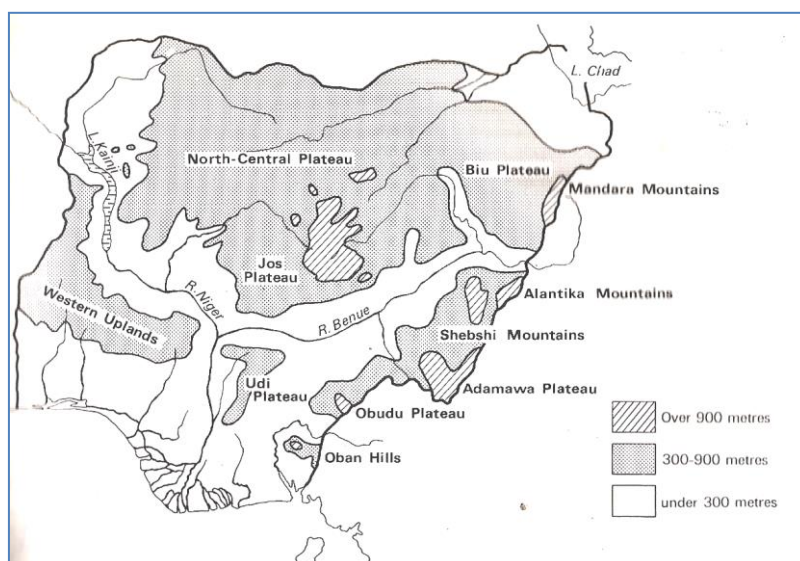 L. Chad
L. Kainji
North-Central Plateau
Biu Plateau
Mandara Mountains
Jos
Plateau
R. Niger
Western Uplands
R. Benue
Alantika Mountains
Shebshi Mountains
Udi
Plateau
Adamawa Plateau
Obudu Plateau
Oban Hills
Over 900 metres
300-900 metres
under 300 metres